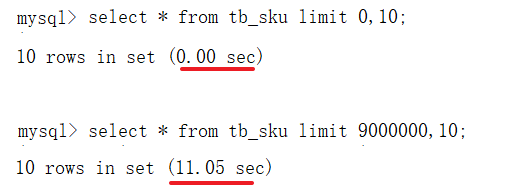 mysql> select * from tb_sku limit 0,10;
10 rows in set (0.00 sec)
mysql> select * from tb_sku limit 9000000,10;
10 rows in set (11.05 sec)